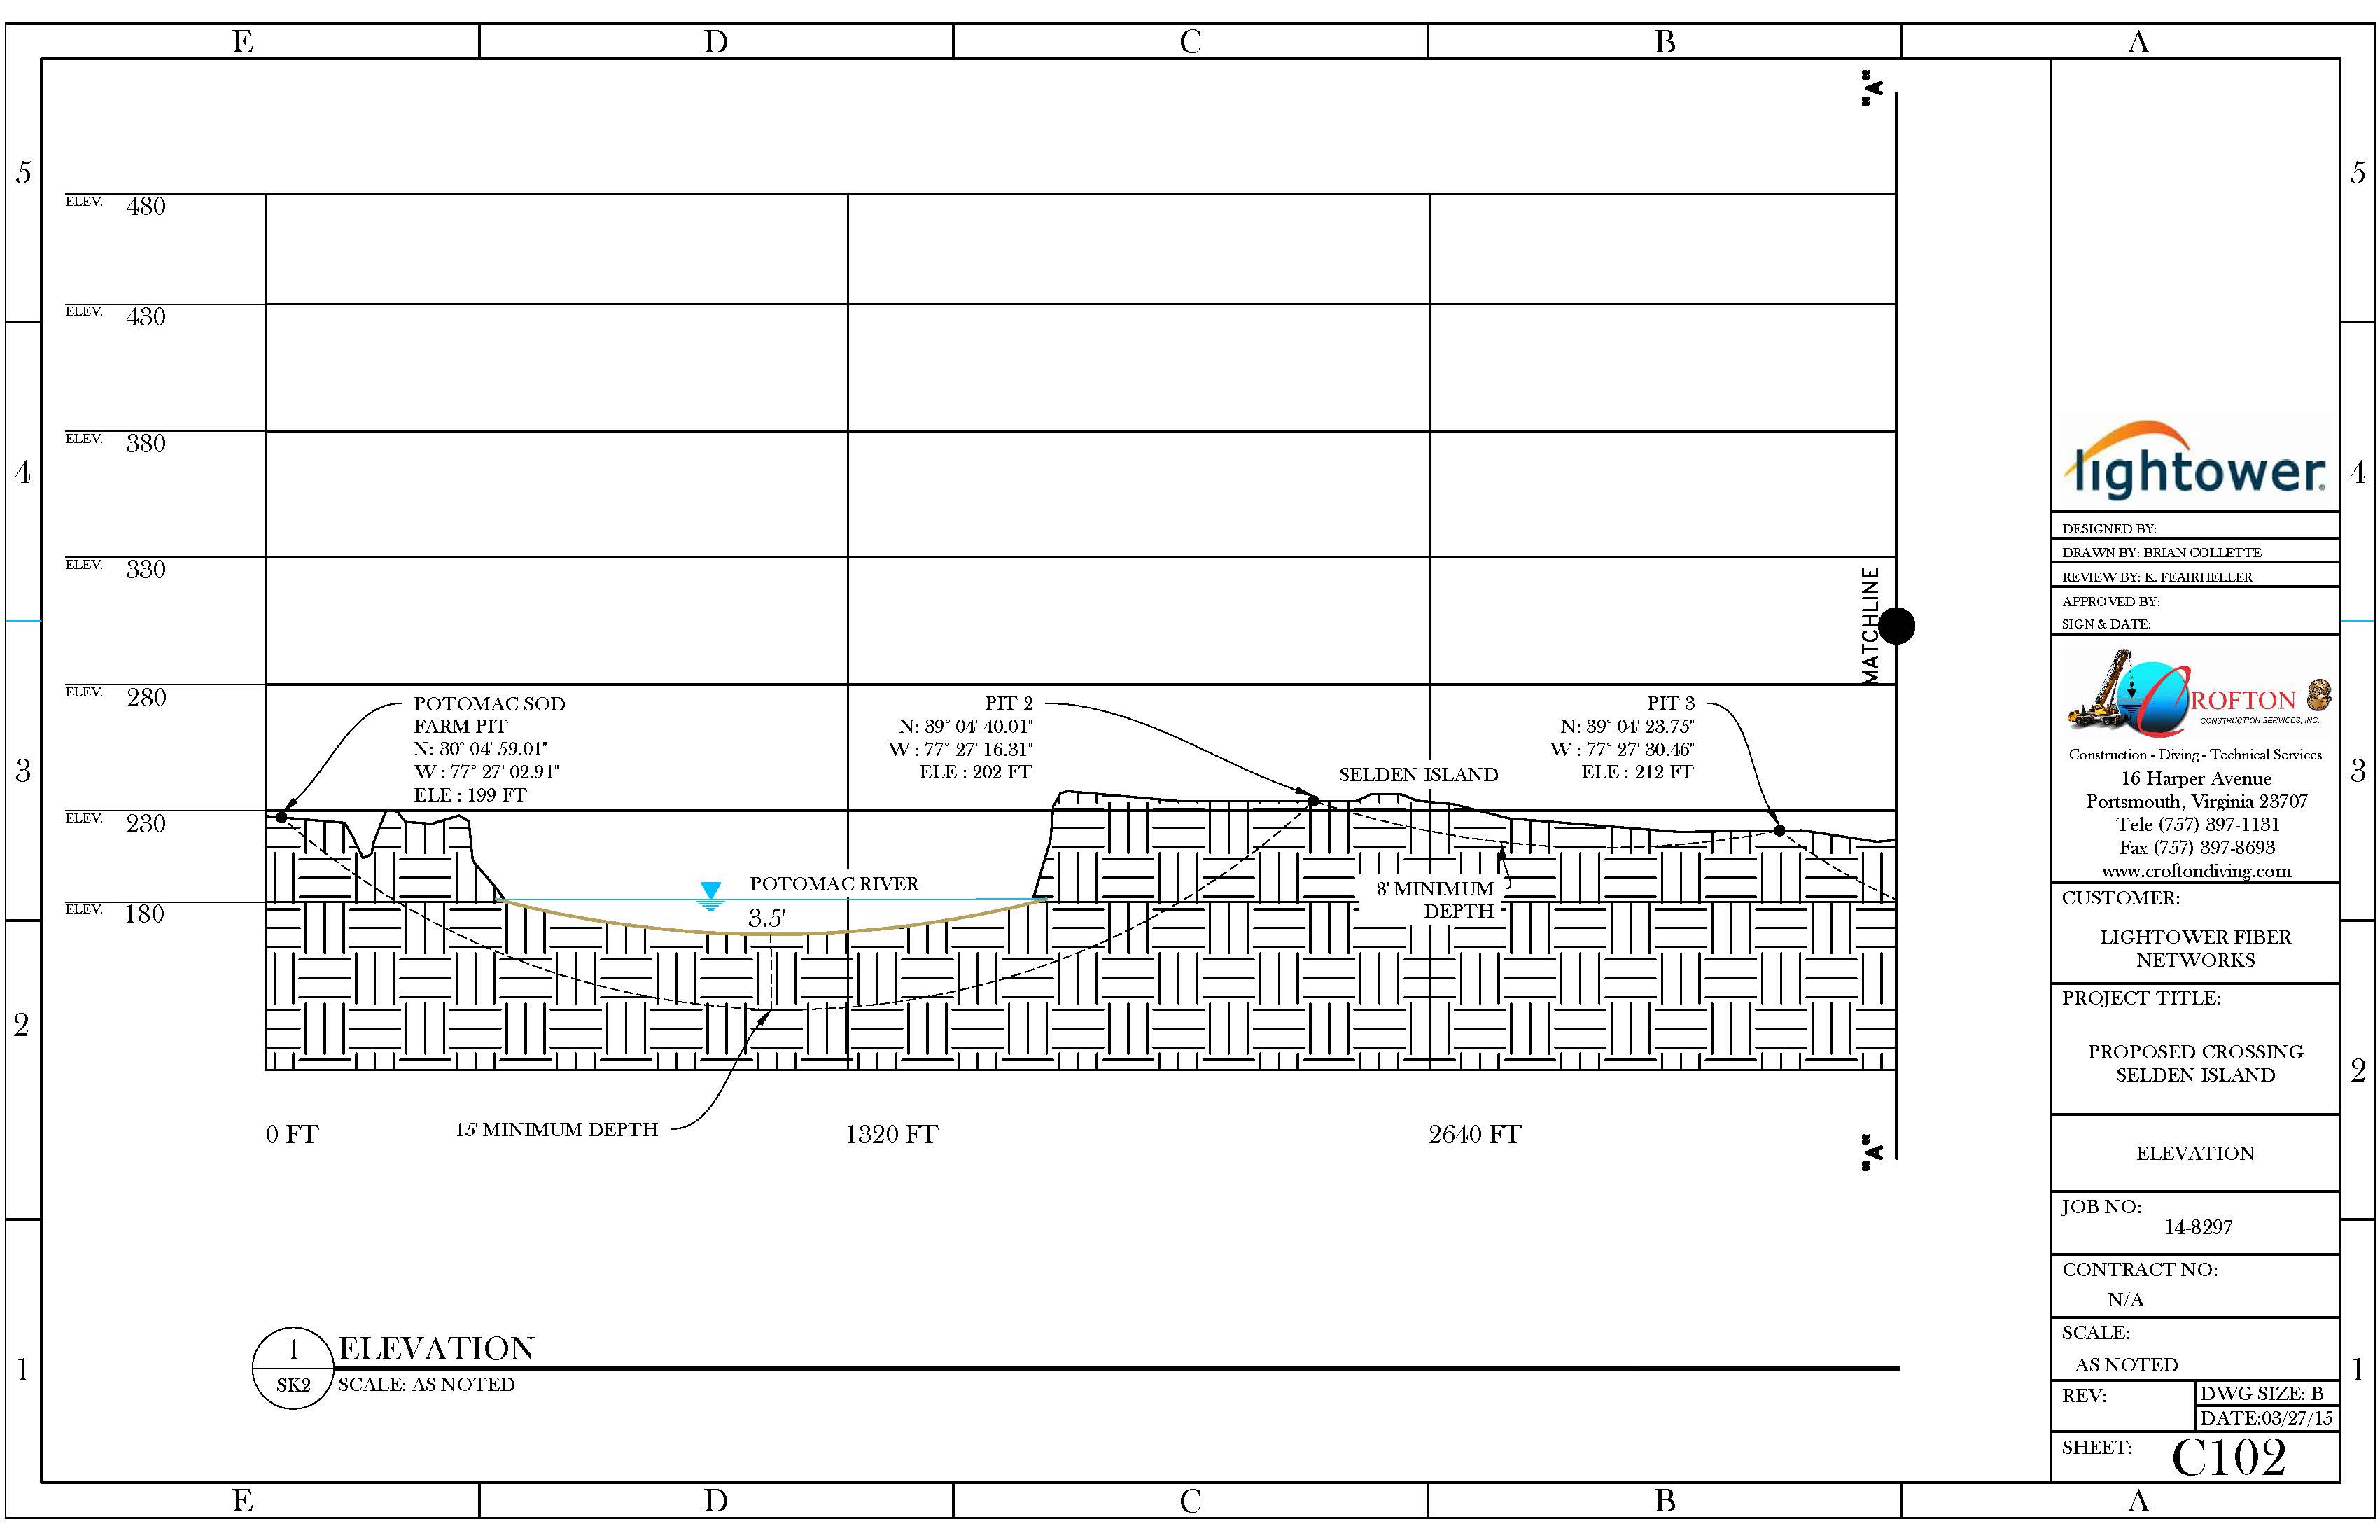 E D C B A
"A"
5 5
ELEV. 480
ELEV. 430
ELEV. 380
4 4
ELEV. 330
MATCHLINE
ELEV. 280
POTOMAC SOD
FARM PIT
N: 30° 04' 59.01"
W : 77° 27' 02.91"
ELE : 199 FT
PIT 2
N: 39° 04' 40.01"
W : 77° 27' 16.31"
ELE : 202 FT
SELDEN ISLAND
PIT 3
N: 39° 04' 23.75"
W : 77° 27' 30.46"
ELE : 212 FT
3 3
ELEV. 230
POTOMAC RIVER
3.5'
8' MINIMUM
DEPTH
ELEV. 180
2 2
0 FT
15' MINIMUM DEPTH
1320 FT
2640 FT
"A"
1
SK2
ELEVATION
SCALE: AS NOTED
1 1
lightower
DESIGNED BY:
DRAWN BY: BRIAN COLLETTE
REVIEW BY: K. FEAIRHELLER
APPROVED BY:
SIGN & DATE:
CROFTON
CONSTRUCTION SERVICES, INC.
Construction - Diving - Technical Services
16 Harper Avenue
Portsmouth, Virginia 23707
Tele (757) 397-1131
Fax (757) 397-8693
www.croftondiving.com
CUSTOMER:
LIGHTOWER FIBER
NETWORKS
PROJECT TITLE:
PROPOSED CROSSING
SELDEN ISLAND
ELEVATION
JOB NO:
14-8297
CONTRACT NO:
N/A
SCALE:
AS NOTED
REV:
DWG SIZE: B
DATE:03/27/15
SHEET: C102
E D C B A